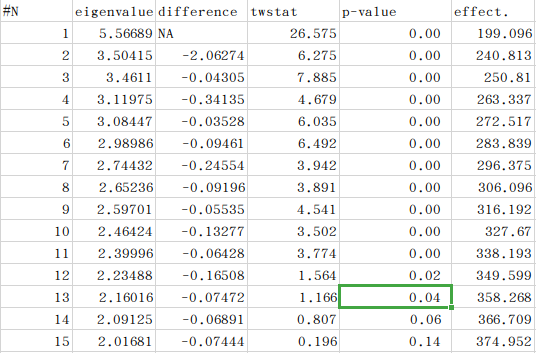 #N eigenvalue difference twstat p-value effect.
1 5.56689 NA 26.575 0.00 199.096
2 3.50415 -2.06274 6.275 0.00 240.813
3 3.4611 -0.04305 7.885 0.00 250.81
4 3.11975 -0.34135 4.679 0.00 263.337
5 3.08447 -0.03528 6.035 0.00 272.517
6 2.98986 -0.09461 6.492 0.00 283.839
7 2.74432 -0.24554 3.942 0.00 296.375
8 2.65236 -0.09196 3.891 0.00 306.096
9 2.59701 -0.05535 4.541 0.00 316.192
10 2.46424 -0.13277 3.502 0.00 327.67
11 2.39996 -0.06428 3.774 0.00 338.193
12 2.23488 -0.16508 1.564 0.02 349.599
13 2.16016 -0.07472 1.166 0.04 358.268
14 2.09125 -0.06891 0.807 0.06 366.709
15 2.01681 -0.07444 0.196 0.14 374.952